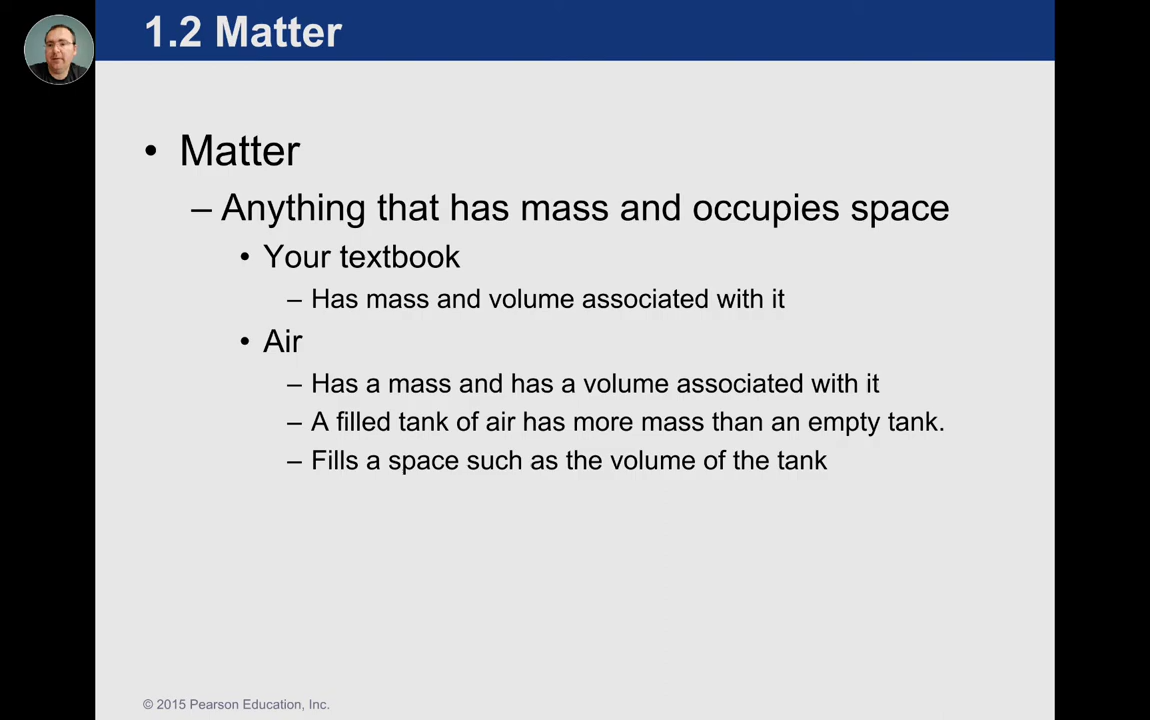 1.2 Matter
• Matter
– Anything that has mass and occupies space
• Your textbook
– Has mass and volume associated with it
• Air
– Has a mass and has a volume associated with it
– A filled tank of air has more mass than an empty tank.
– Fills a space such as the volume of the tank
© 2015 Pearson Education, Inc.